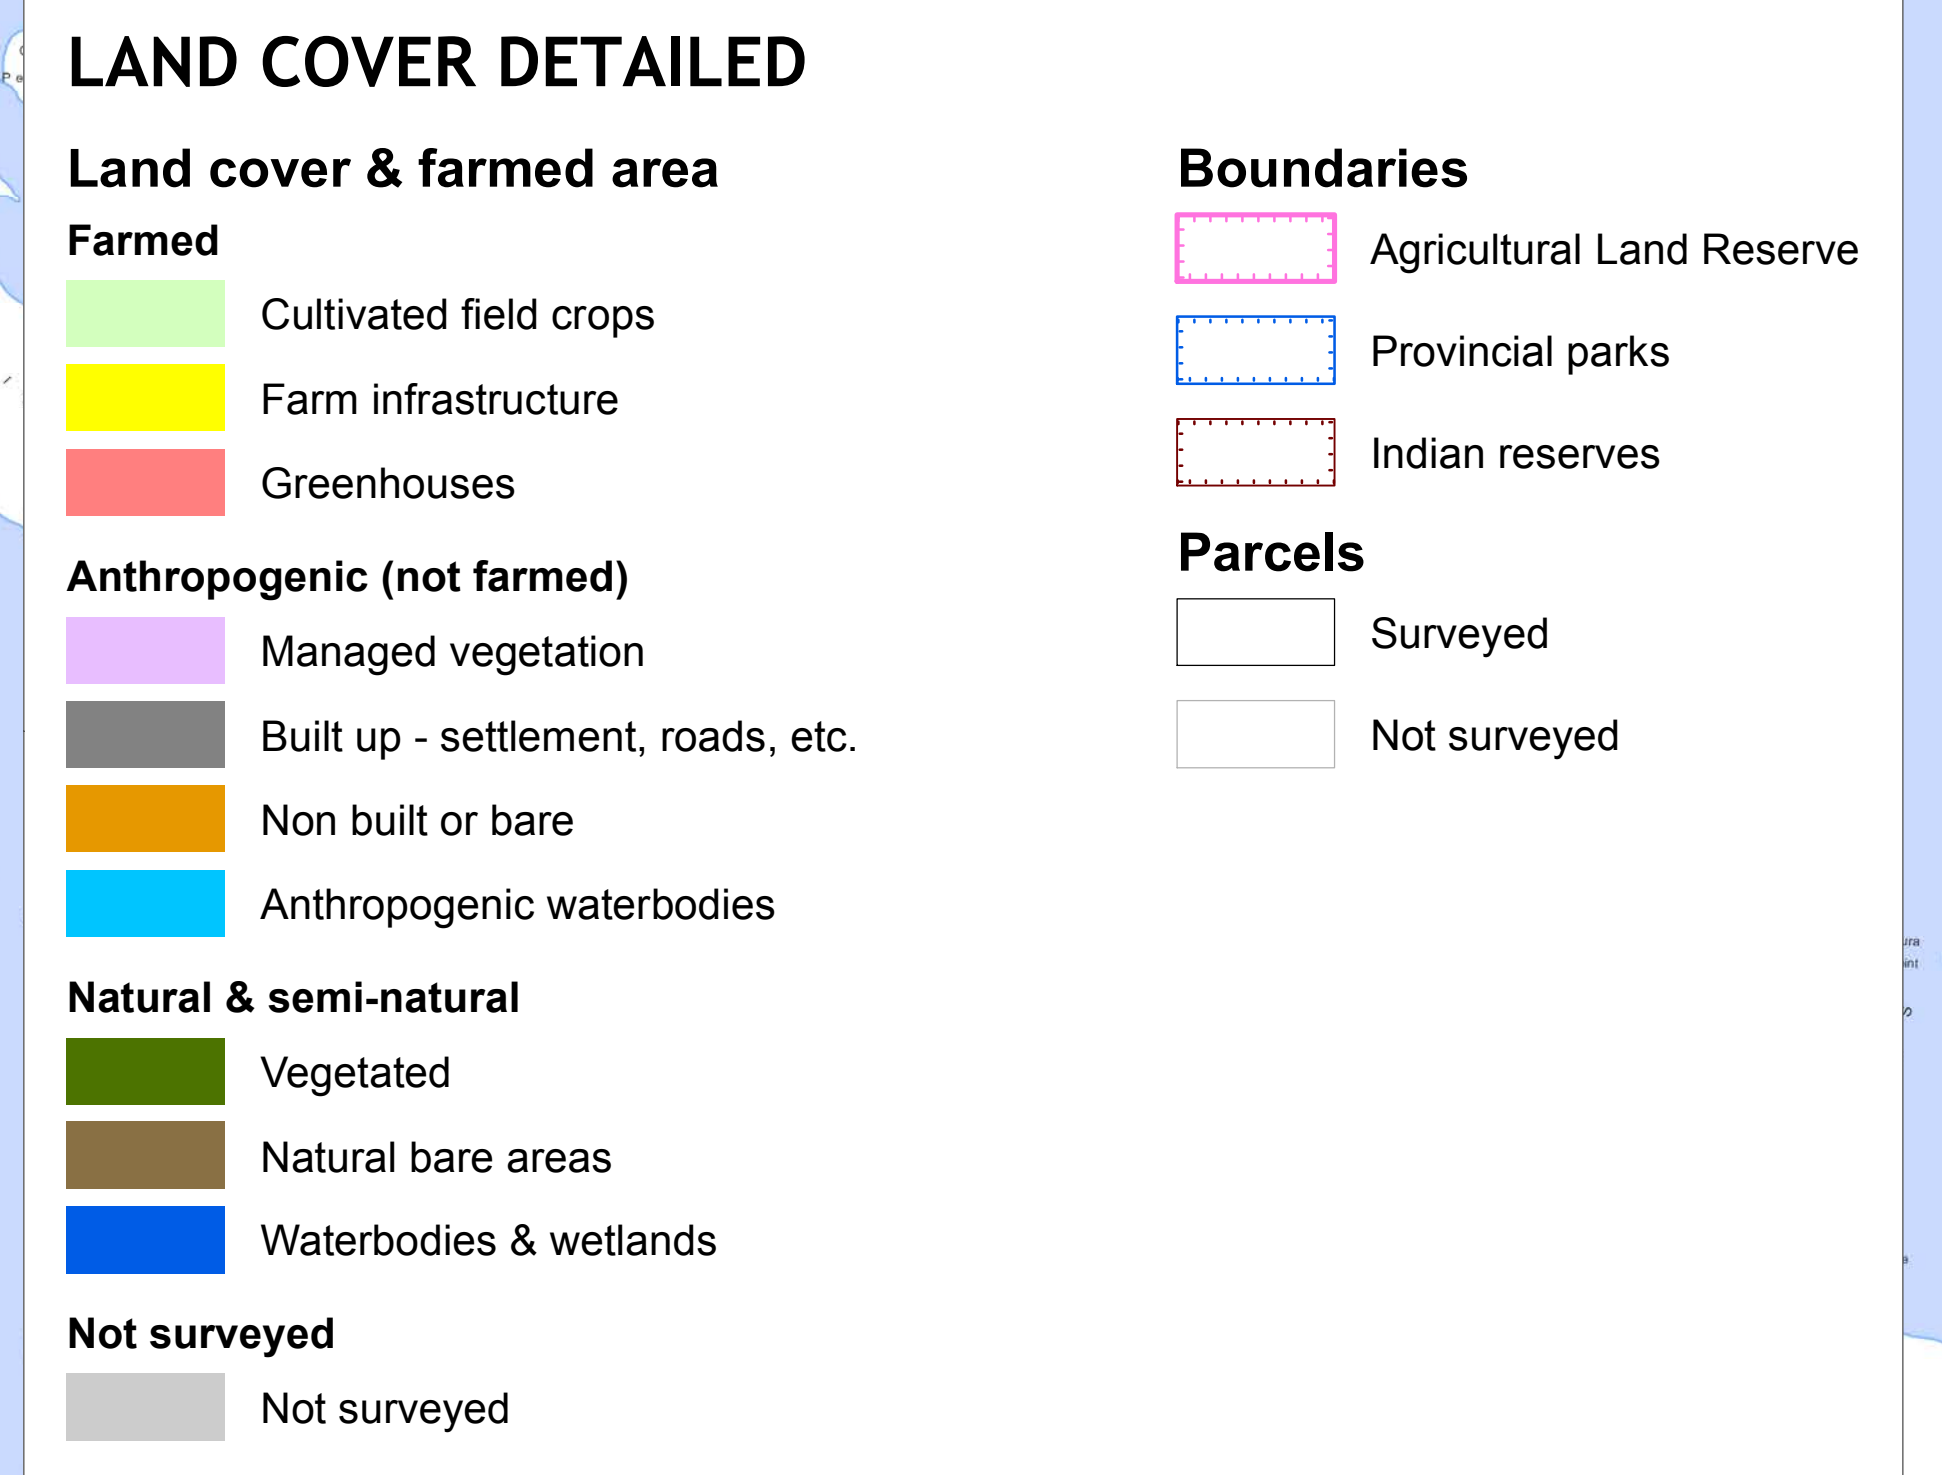 LAND COVER DETAILED
Land cover & farmed area
Farmed
Cultivated field crops
Farm infrastructure
Greenhouses
Anthropogenic (not farmed)
Managed vegetation
Built up - settlement, roads, etc.
Non built or bare
Anthropogenic waterbodies
Natural & semi-natural
Vegetated
Natural bare areas
Waterbodies & wetlands
Not surveyed
Not surveyed
Boundaries
Agricultural Land Reserve
Provincial parks
Indian reserves
Parcels
Surveyed
Not surveyed